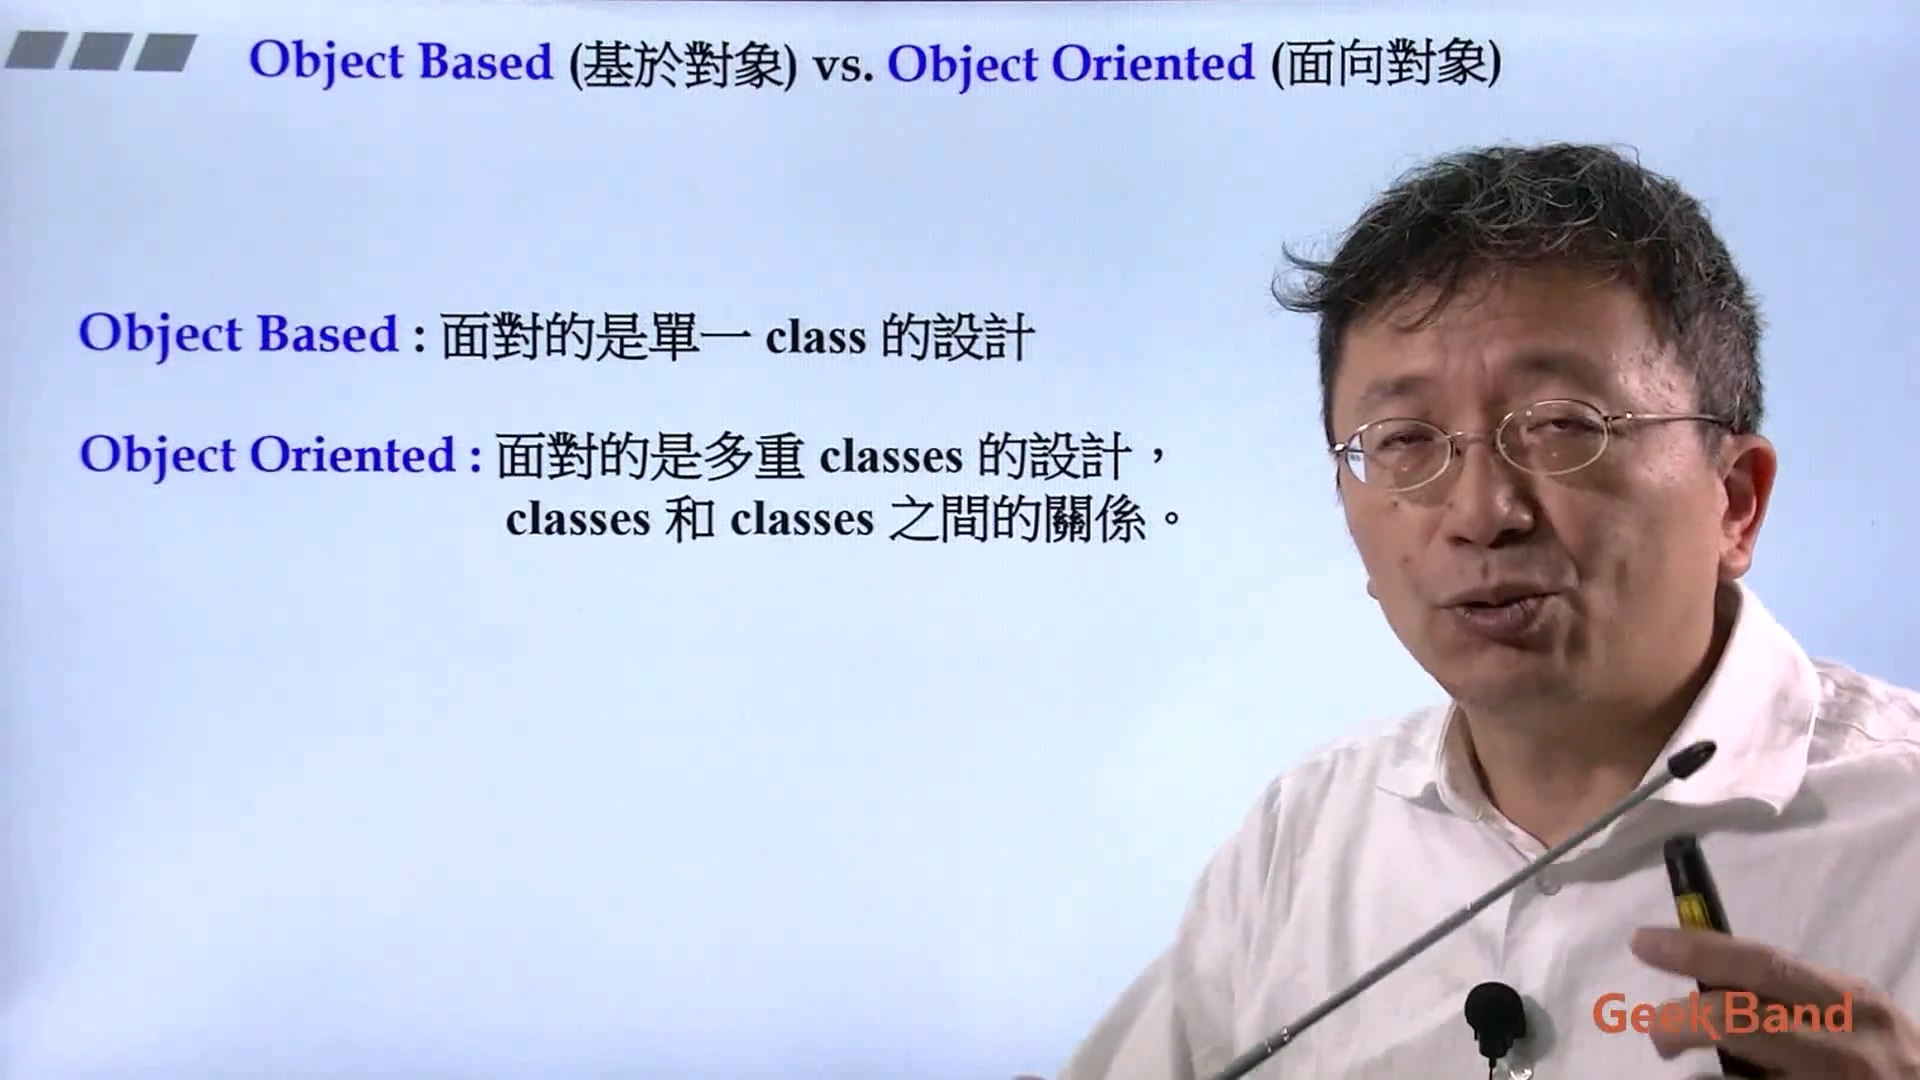 Object Based (基於對象) vs. Object Oriented (面向對象)
Object Based : 面對的是單一 class 的設計
Object Oriented : 面對的是多重 classes 的設計，
classes 和 classes 之間的關係。
GeekBand